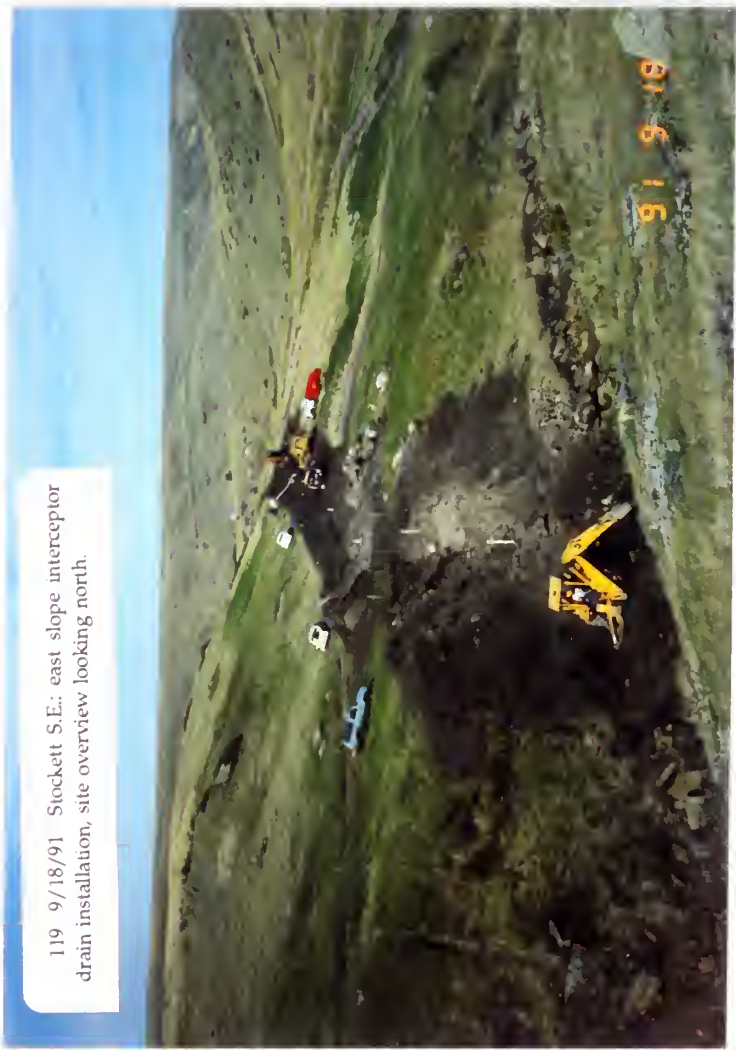 119 9/18/91 Stockett S.E.: east slope interceptor
drain installation, site overview looking north.
91 9 18